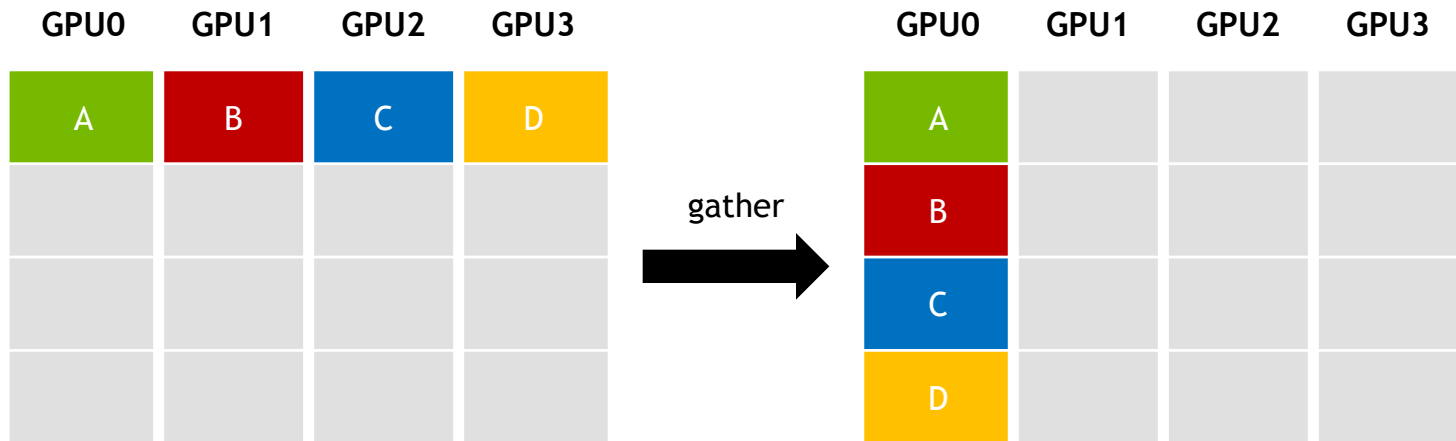 GPU0 GPU1 GPU2 GPU3
A B C D
gather
GPU0 GPU1 GPU2 GPU3
A
B
C
D